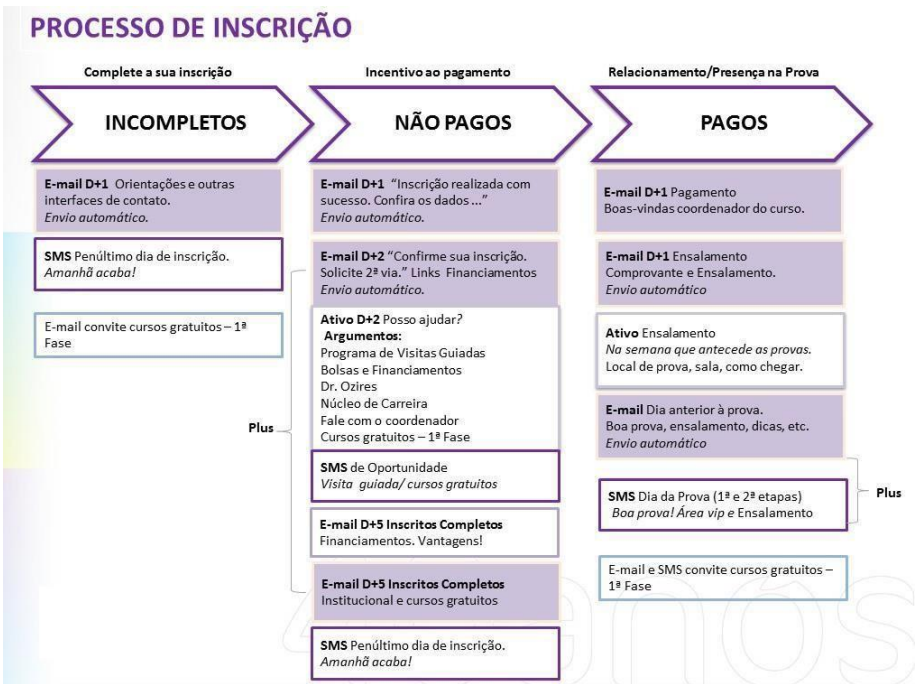 PROCESSO DE INSCRIÇÃO
Complete a sua inscrição
INCOMPLETOS
E-mail D+1 Orientações e outras
interfaces de contato.
Envio automático.
SMS Penúltimo dia de inscrição.
Amanhã acaba!
E-mail convite cursos gratuitos – 1ª
Fase
Incentivo ao pagamento
NÃO PAGOS
E-mail D+1 “Inscrição realizada com
sucesso. Confira os dados ...”
Envio automático.
E-mail D+2 “Confirme sua inscrição.
Solicite 2ª via.” Links Financiamentos
Envio automático.
Ativo D+2 Posso ajudar?
Argumentos:
Programa de Visitas Guiadas
Bolsas e Financiamentos
Dr. Ozires
Núcleo de Carreira
Fale com o coordenador
Cursos gratuitos – 1ª Fase
Plus
SMS de Oportunidade
Visita guiada/ cursos gratuitos
E-mail D+5 Inscritos Completos
Financiamentos. Vantagens!
E-mail D+5 Inscritos Completos
Institucional e cursos gratuitos
SMS Penúltimo dia de inscrição.
Amanhã acaba!
Relacionamento/Presença na Prova
PAGOS
E-mail D+1 Pagamento
Boas-vindas coordenador do curso.
E-mail D+1 Ensalamento
Comprovante e Ensalamento.
Envio automático
Ativo Ensalamento
Na semana que antecede as provas.
Local de prova, sala, como chegar.
E-mail Dia anterior à prova.
Boa prova, ensalamento, dicas, etc.
Envio automático
SMS Dia da Prova (1ª e 2ª etapas)
Boa prova! Área vip e Ensalamento
Plus
E-mail e SMS convite cursos gratuitos –
1ª Fase